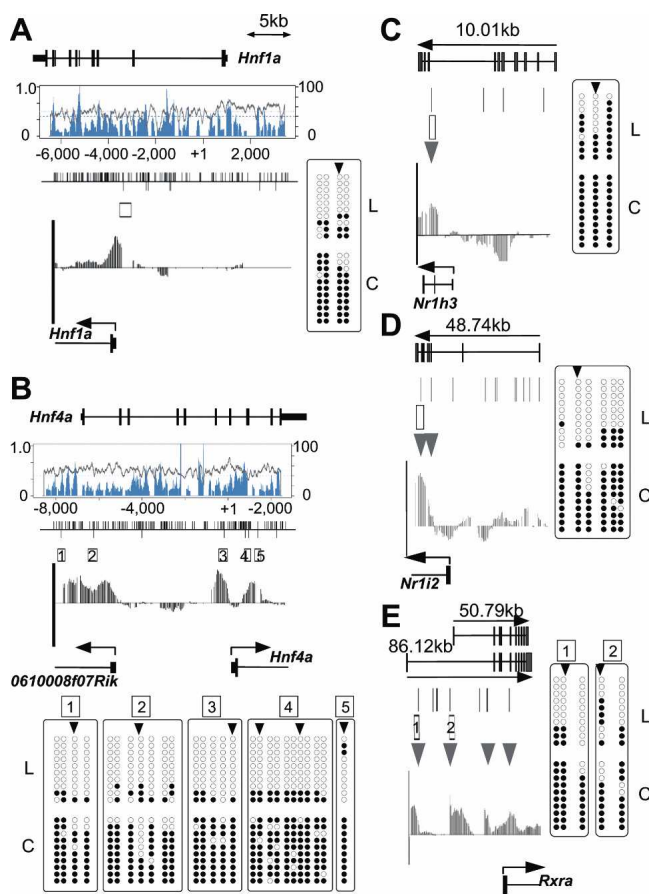 A
5kb
Hnf1a
1.0
100
0
0
-6,000 -4,000 -2,000 +1 2,000
L
C
Hnf1a
B
Hnf4a
1.0
100
0
0
-8,000 -4,000 +1 -2,000
1 2 3 4 5
0610008f07Rik
Hnf4a
1 2 3 4 5
L
C
C
10.01kb
L
C
Nr1h3
D
48.74kb
L
C
Nr1i2
E
50.79kb
86.12kb
1 2
1 2
L
C
Rxra